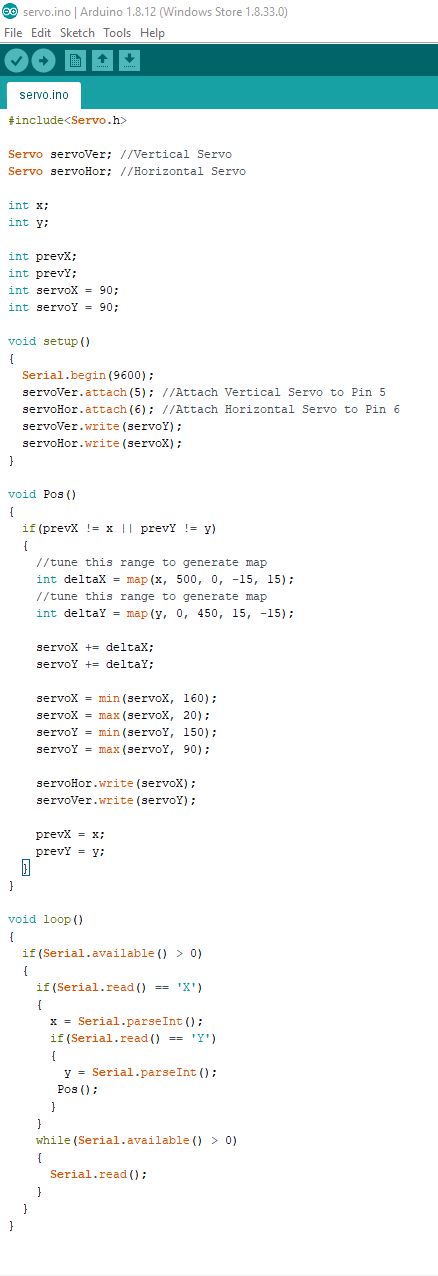 servo.ino | Arduino 1.8.12 (Windows Store 1.8.33.0)
File Edit Sketch Tools Help
servo.ino
#include<Servo.h>

Servo servoVer; //Vertical Servo
Servo servoHor; //Horizontal Servo

int x;
int y;

int prevX;
int prevY;
int servoX = 90;
int servoY = 90;

void setup()
{
  Serial.begin(9600);
  servoVer.attach(5); //Attach Vertical Servo to Pin 5
  servoHor.attach(6); //Attach Horizontal Servo to Pin 6
  servoVer.write(servoY);
  servoHor.write(servoX);
}

void Pos()
{
  if(prevX != x || prevY != y)
  {
    //tune this range to generate map
    int deltaX = map(x, 500, 0, -15, 15);
    //tune this range to generate map
    int deltaY = map(y, 0, 450, 15, -15);

    servoX += deltaX;
    servoY += deltaY;

    servoX = min(servoX, 160);
    servoX = max(servoX, 20);
    servoY = min(servoY, 150);
    servoY = max(servoY, 90);

    servoHor.write(servoX);
    servoVer.write(servoY);

    prevX = x;
    prevY = y;
  }
}

void loop()
{
  if(Serial.available() > 0)
  {
    if(Serial.read() == 'X')
    {
      x = Serial.parseInt();
      if(Serial.read() == 'Y')
      {
        y = Serial.parseInt();
       Pos();
      }
    }
    while(Serial.available() > 0)
    {
      Serial.read();
    }
  }
}